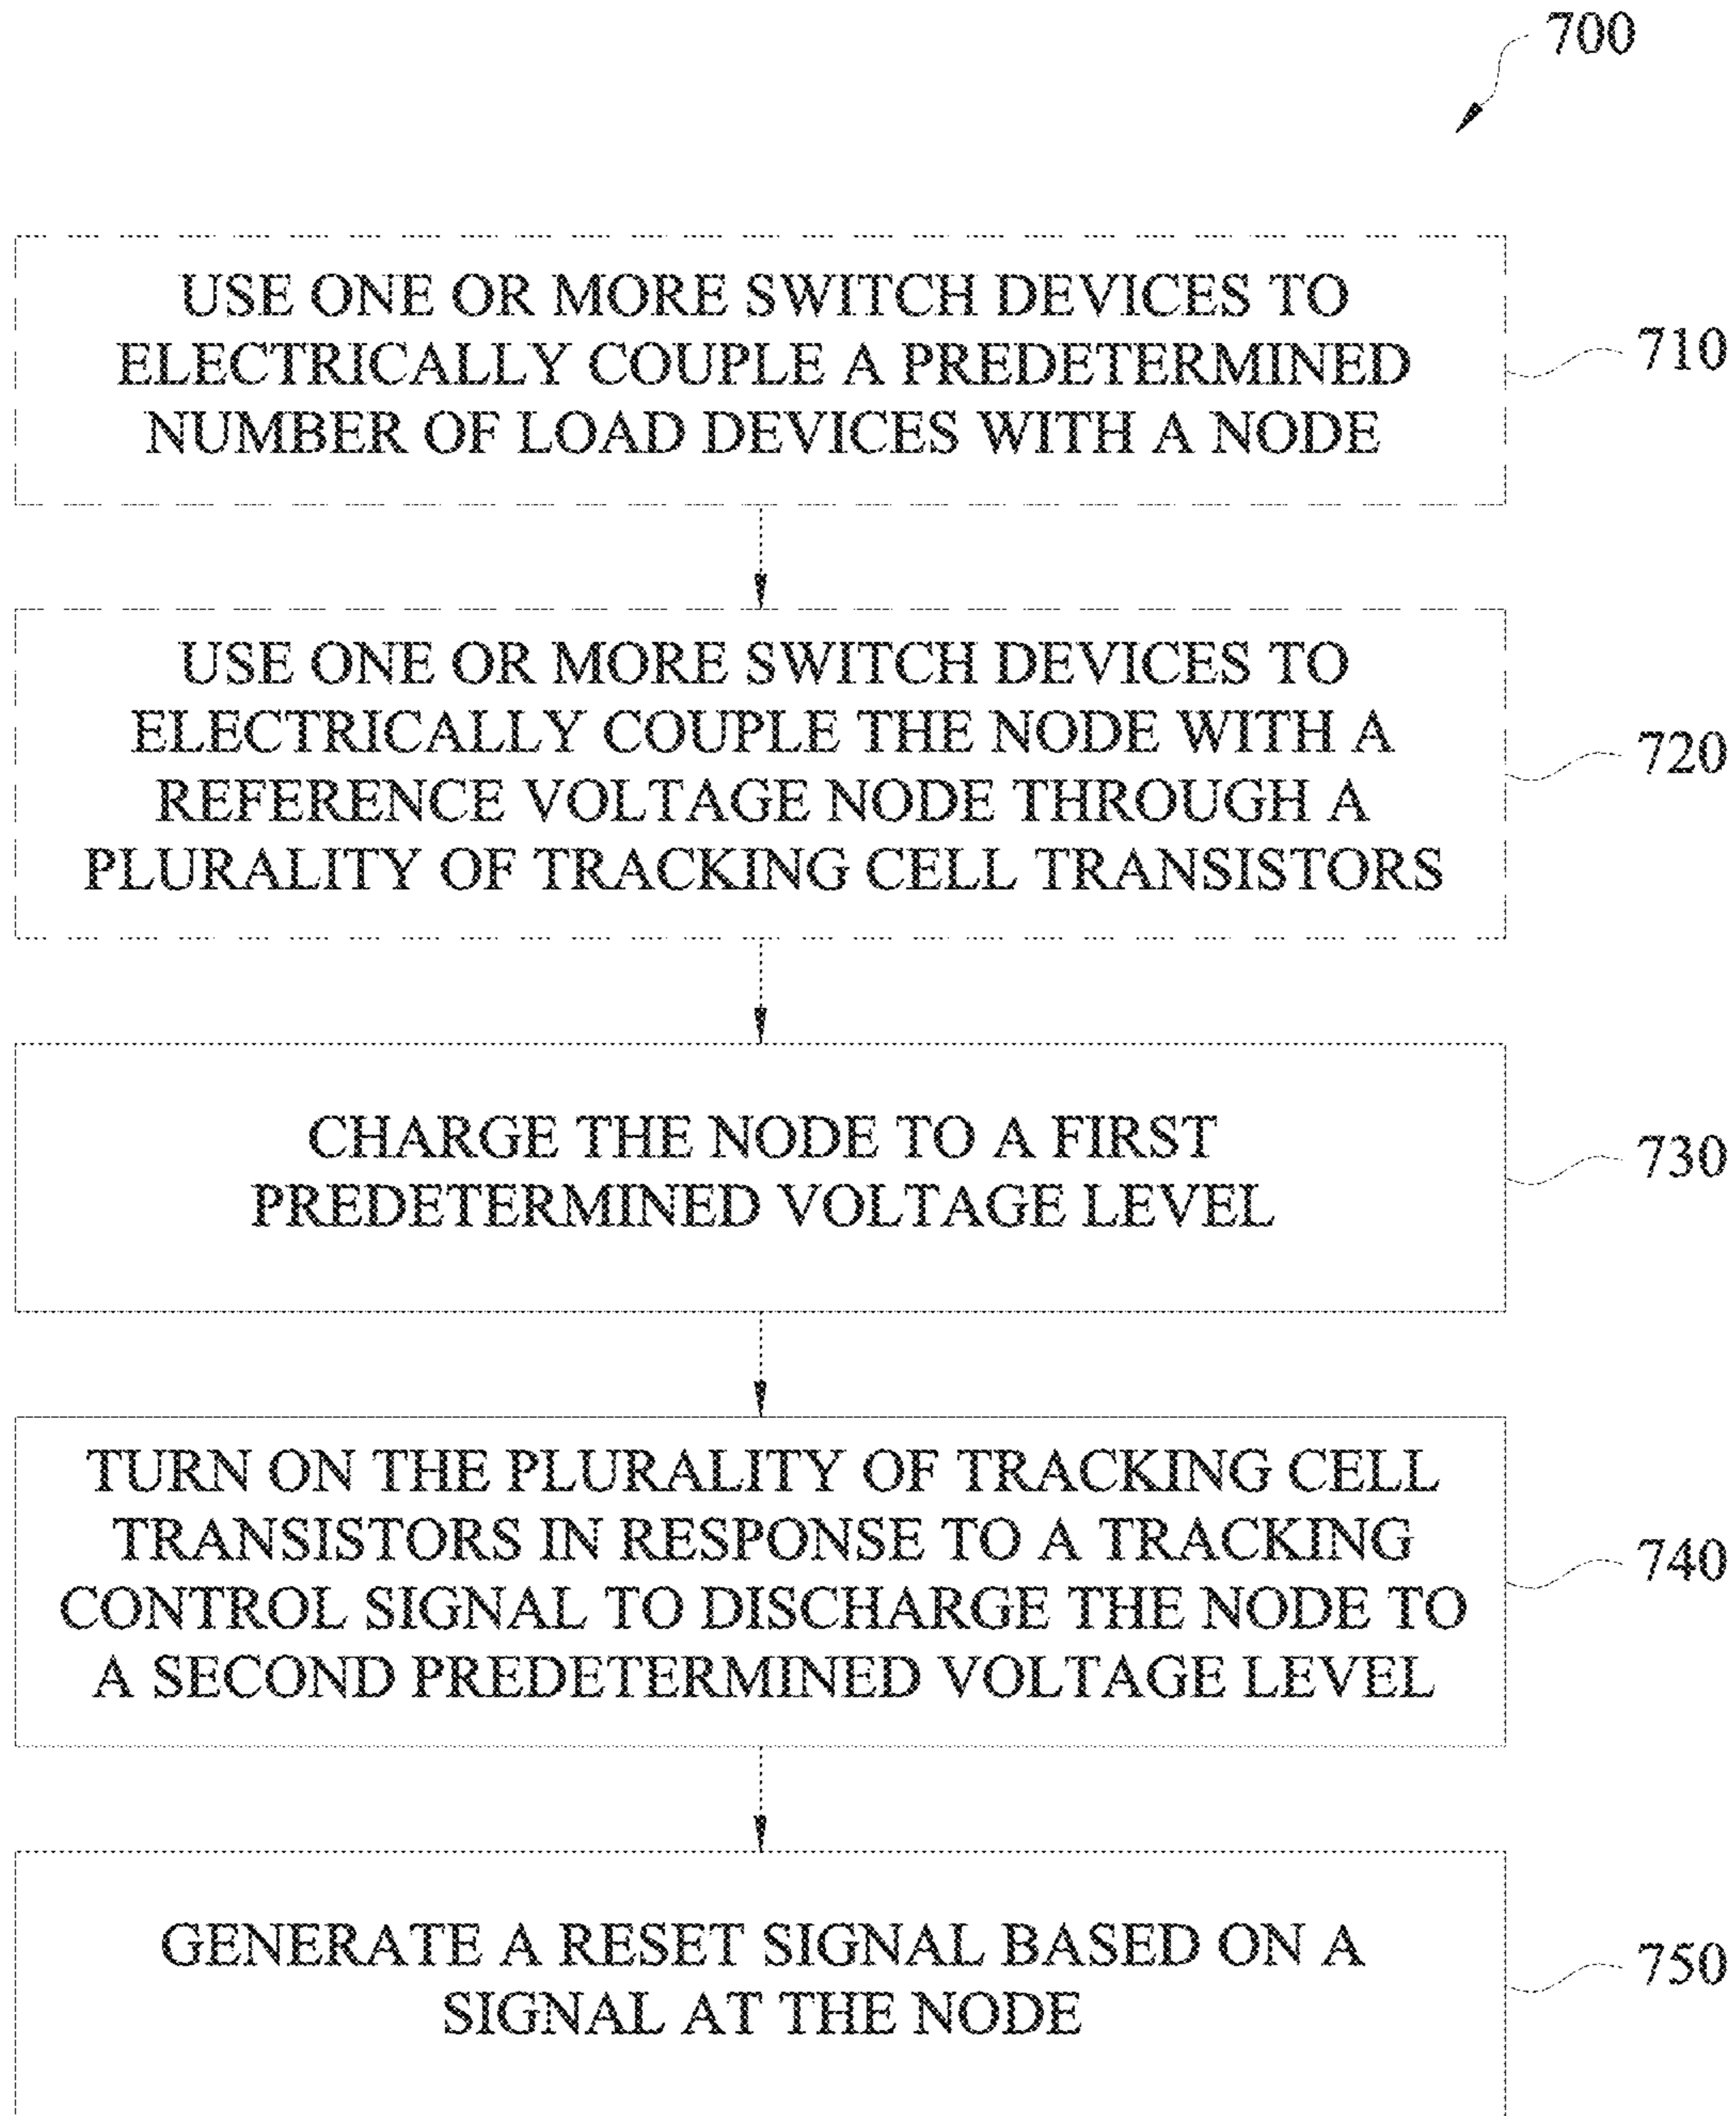 700
USE ONE OR MORE SWITCH DEVICES TO
ELECTRICALLY COUPLE A PREDETERMINED
NUMBER OF LOAD DEVICES WITH A NODE
710
USE ONE OR MORE SWITCH DEVICES TO
ELECTRICALLY COUPLE THE NODE WITH A
REFERENCE VOLTAGE NODE THROUGH A
PLURALITY OF TRACKING CELL TRANSISTORS
720
CHARGE THE NODE TO A FIRST
PREDETERMINED VOLTAGE LEVEL
730
TURN ON THE PLURALITY OF TRACKING CELL
TRANSISTORS IN RESPONSE TO A TRACKING
CONTROL SIGNAL TO DISCHARGE THE NODE TO
A SECOND PREDETERMINED VOLTAGE LEVEL
740
GENERATE A RESET SIGNAL BASED ON A
SIGNAL AT THE NODE
750